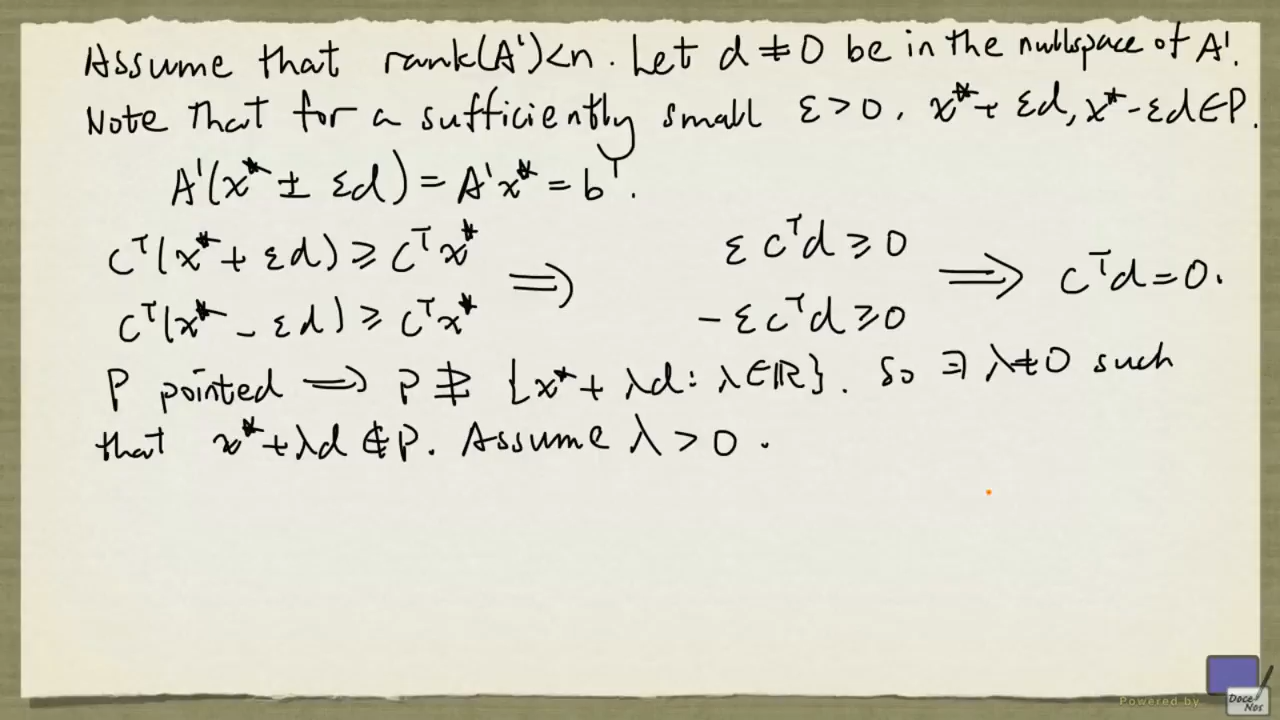 Assume that rank(A') < n. Let d ≠ 0 be in the nullspace of A'.
Note that for a sufficiently small ε > 0, x* + εd, x* - εd ∈ P.
A'(x* ± εd) = A'x* = b'.
cᵀ(x* + εd) ≥ cᵀx* ⟹ εcᵀd ≥ 0 ⟹ cᵀd = 0.
cᵀ(x* - εd) ≥ cᵀx* -εcᵀd ≥ 0
P pointed ⟹ P ⊉ {x* + λd : λ ∈ ℝ}. So ∃ λ ≠ 0 such
that x* + λd ∉ P. Assume λ > 0.
Powered by
Doce
Nos